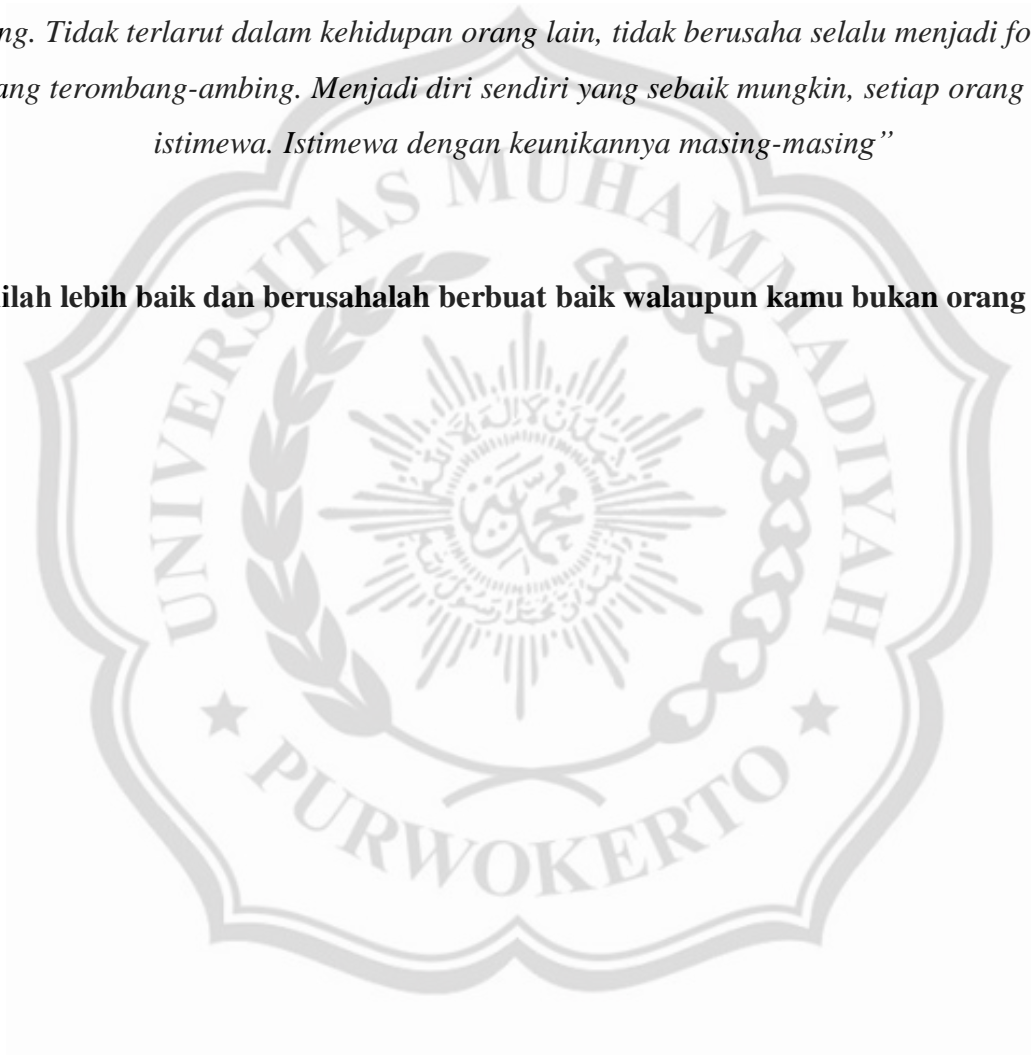 ng. Tidak terlarut dalam kehidupan orang lain, tidak berusaha selalu menjadi fo
ang terombang-ambing. Menjadi diri sendiri yang sebaik mungkin, setiap orang
istimewa. Istimewa dengan keunikannya masing-masing”
ilah lebih baik dan berusahalah berbuat baik walaupun kamu bukan orang
UNIVERSITAS MUHAMMADIYAH
PURWOKERTO